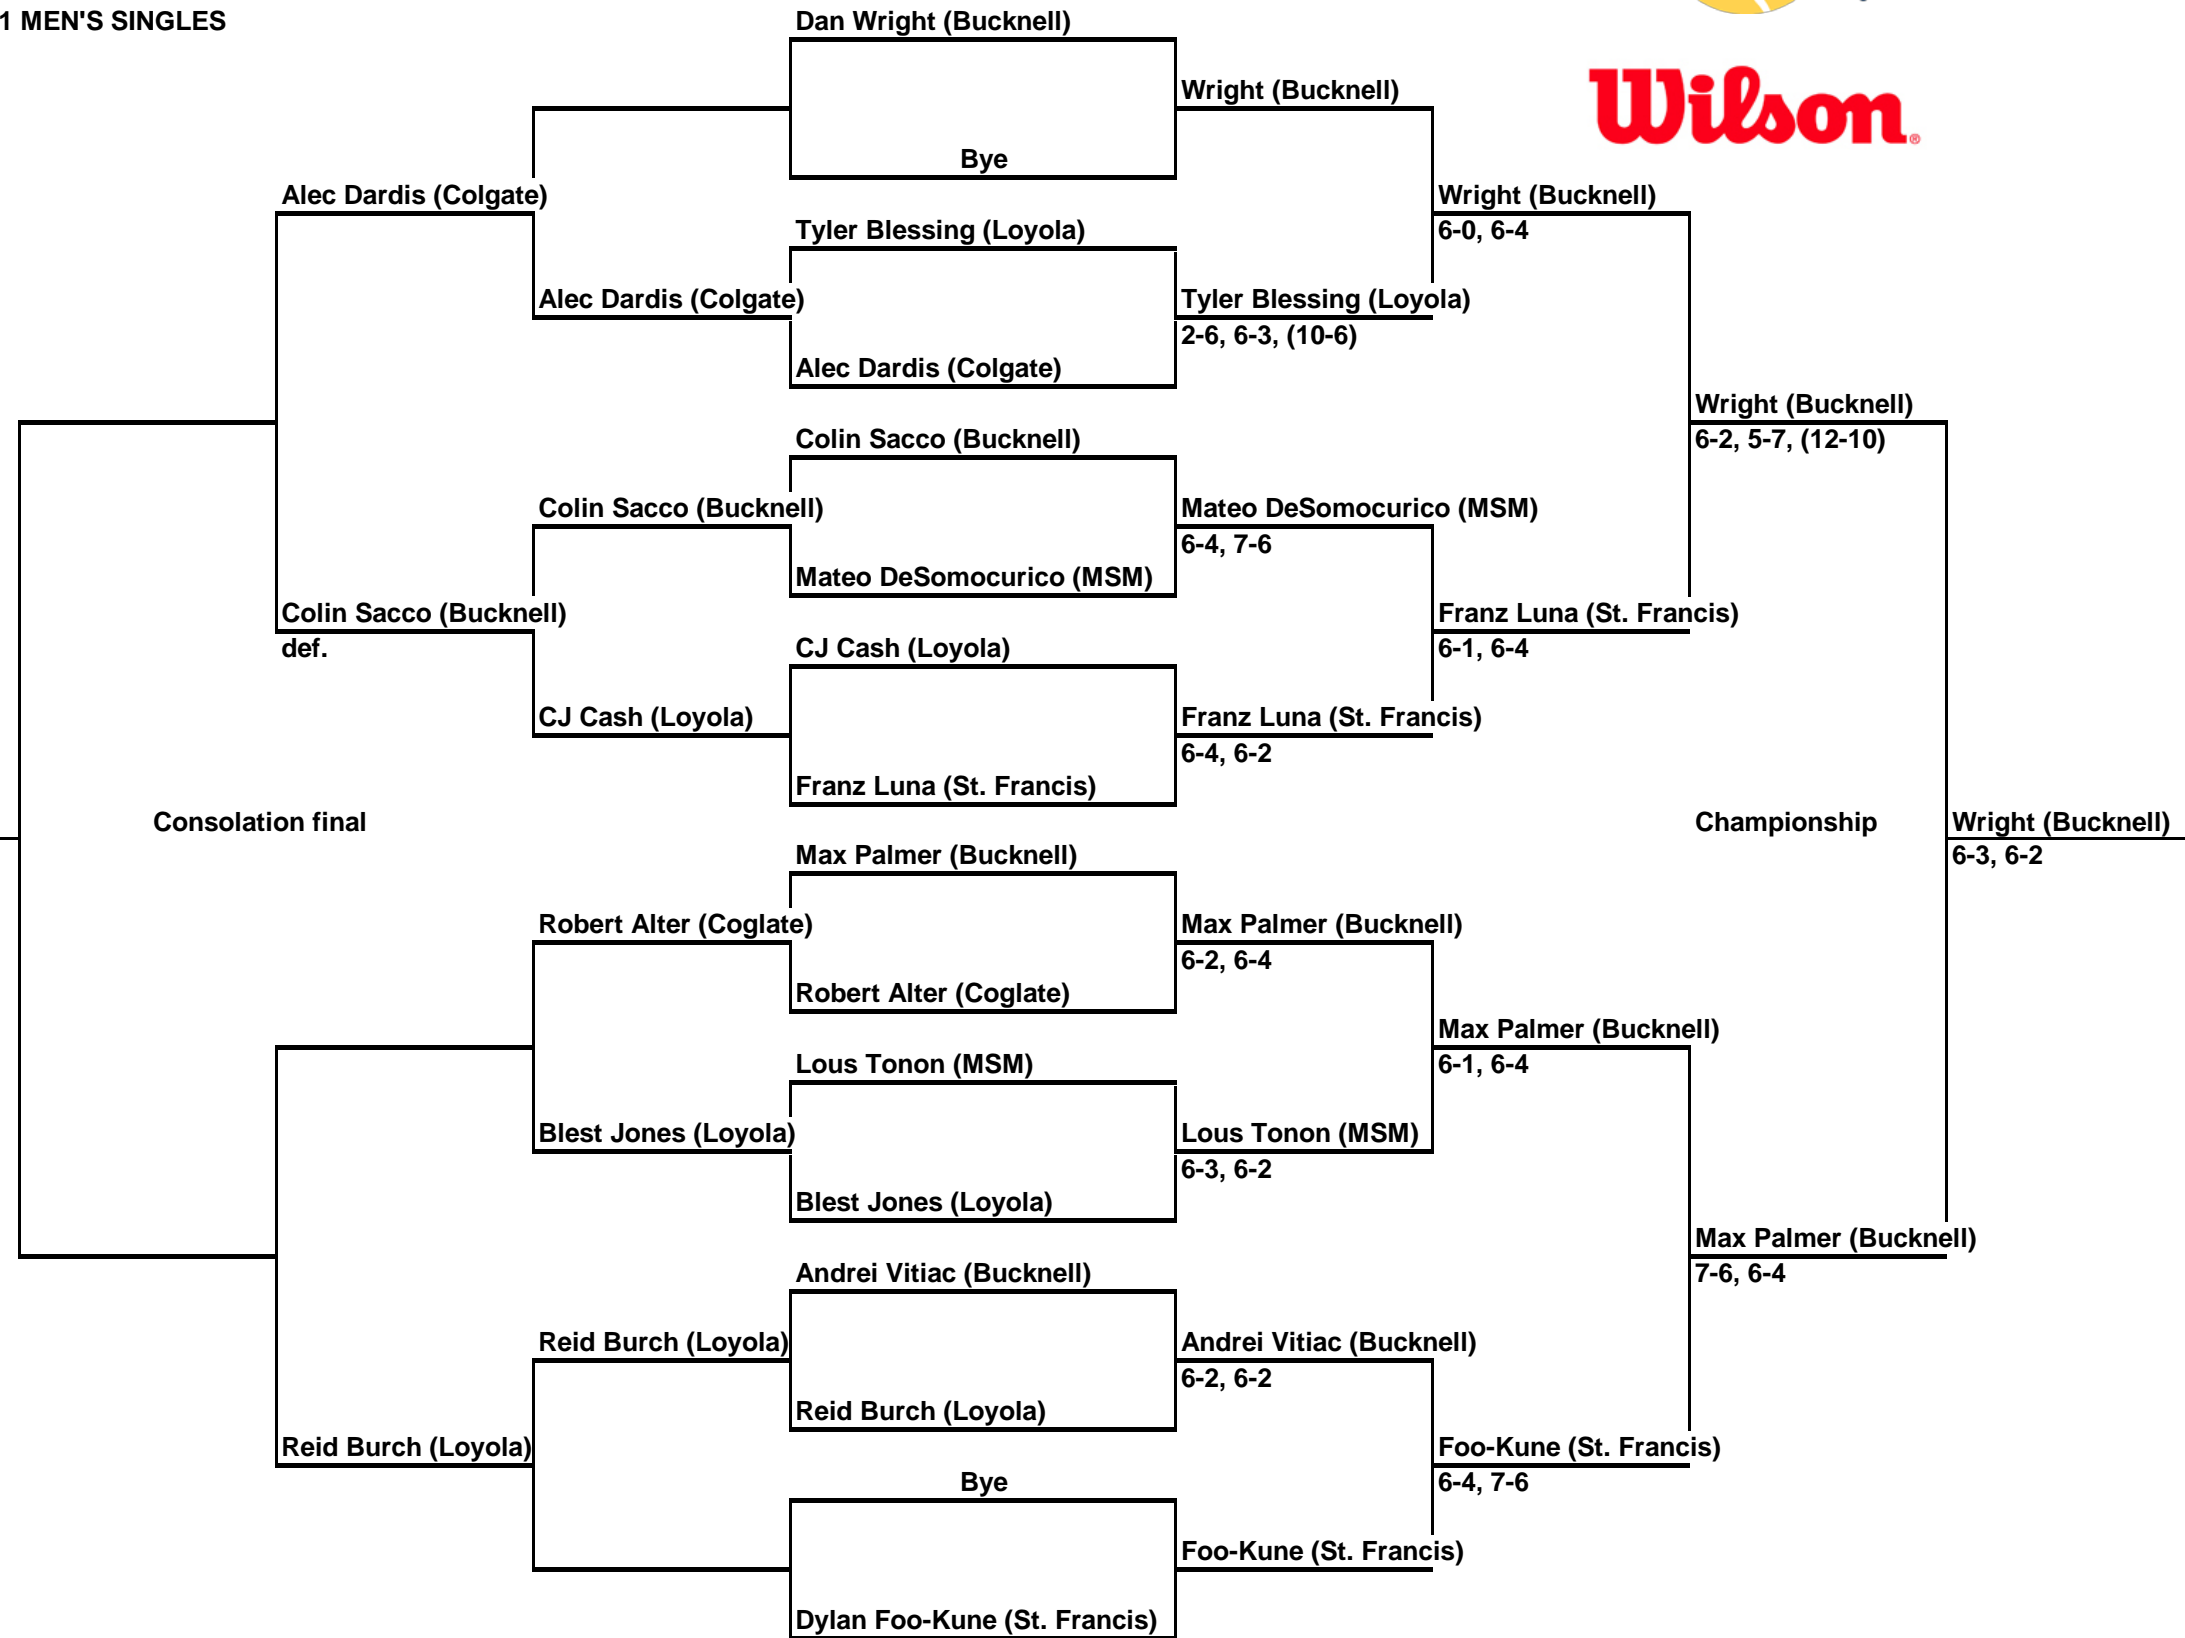 1 MEN'S SINGLES
Dan Wright (Bucknell)
Wright (Bucknell)
Wilson®
Bye
Alec Dardis (Colgate)
Wright (Bucknell)
Tyler Blessing (Loyola)
6-0, 6-4
Alec Dardis (Colgate)
Tyler Blessing (Loyola)
2-6, 6-3, (10-6)
Alec Dardis (Colgate)
Wright (Bucknell)
Colin Sacco (Bucknell)
6-2, 5-7, (12-10)
Colin Sacco (Bucknell)
Mateo DeSomocurico (MSM)
6-4, 7-6
Mateo DeSomocurico (MSM)
Colin Sacco (Bucknell)
Franz Luna (St. Francis)
def.
CJ Cash (Loyola)
6-1, 6-4
CJ Cash (Loyola)
Franz Luna (St. Francis)
6-4, 6-2
Franz Luna (St. Francis)
Consolation final
Championship
Wright (Bucknell)
Max Palmer (Bucknell)
6-3, 6-2
Robert Alter (Coglate)
Max Palmer (Bucknell)
6-2, 6-4
Robert Alter (Coglate)
Max Palmer (Bucknell)
Lous Tonon (MSM)
6-1, 6-4
Blest Jones (Loyola)
Lous Tonon (MSM)
6-3, 6-2
Blest Jones (Loyola)
Max Palmer (Bucknell)
Andrei Vitiac (Bucknell)
7-6, 6-4
Reid Burch (Loyola)
Andrei Vitiac (Bucknell)
6-2, 6-2
Reid Burch (Loyola)
Reid Burch (Loyola)
Foo-Kune (St. Francis)
Bye
6-4, 7-6
Foo-Kune (St. Francis)
Dylan Foo-Kune (St. Francis)